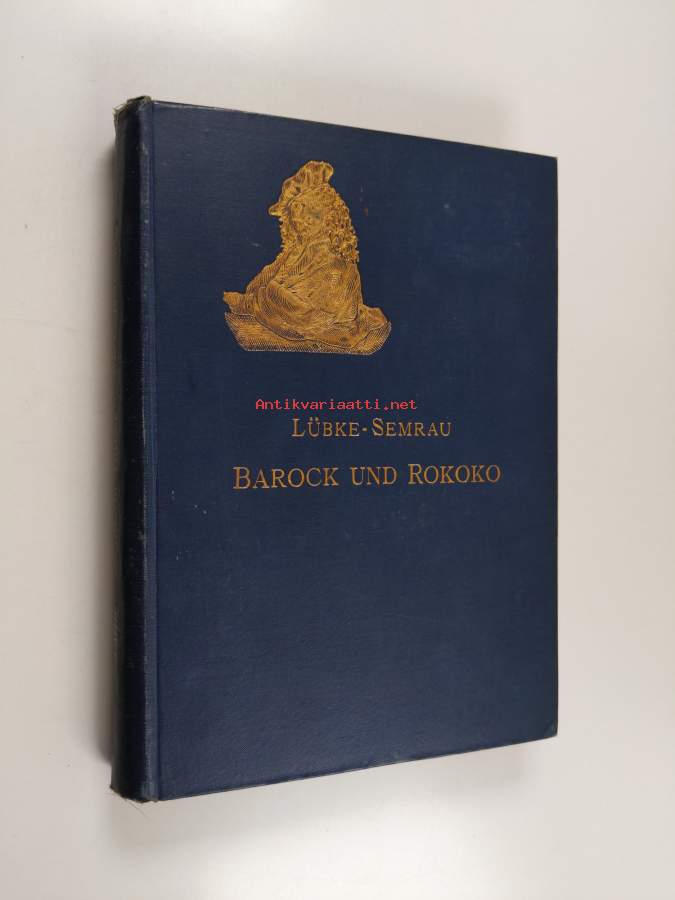 Antikvariaatti.net
LÜBKE-SEMRAU
BAROCK UND ROKOKO